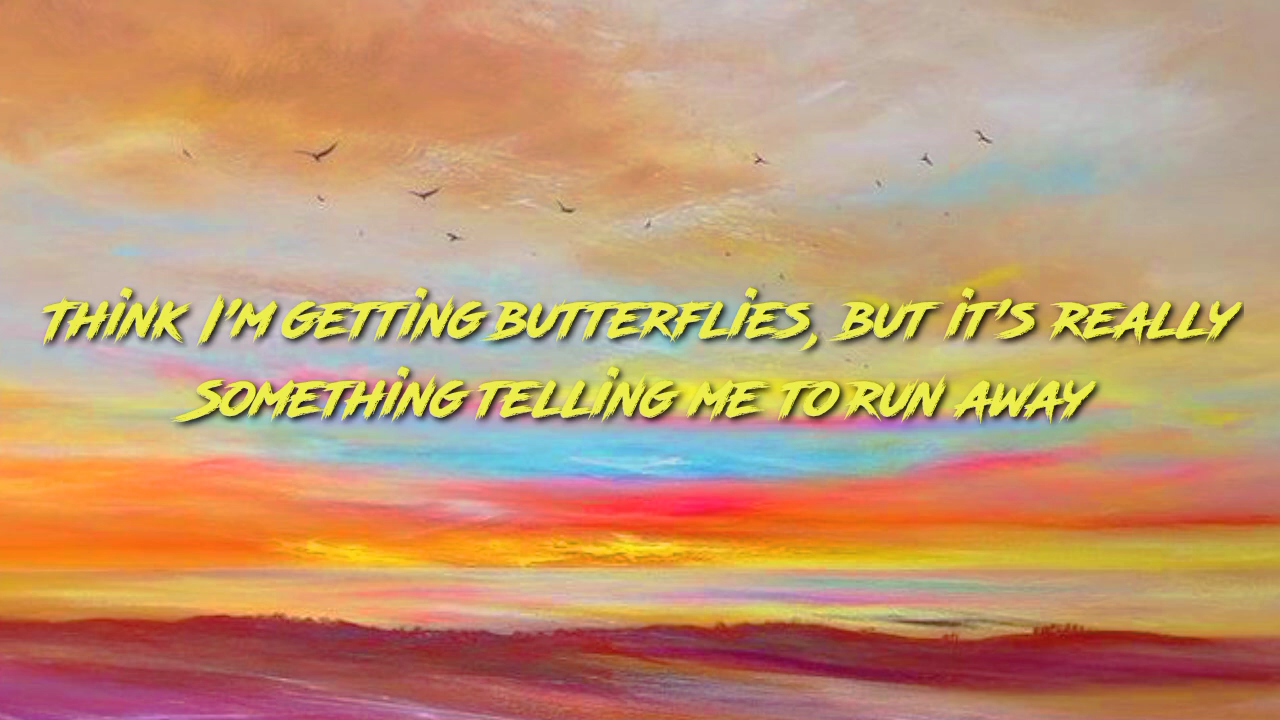 THINK I'M GETTING BUTTERFLIES, BUT IT'S REALLY
SOMETHING TELLING ME TO RUN AWAY